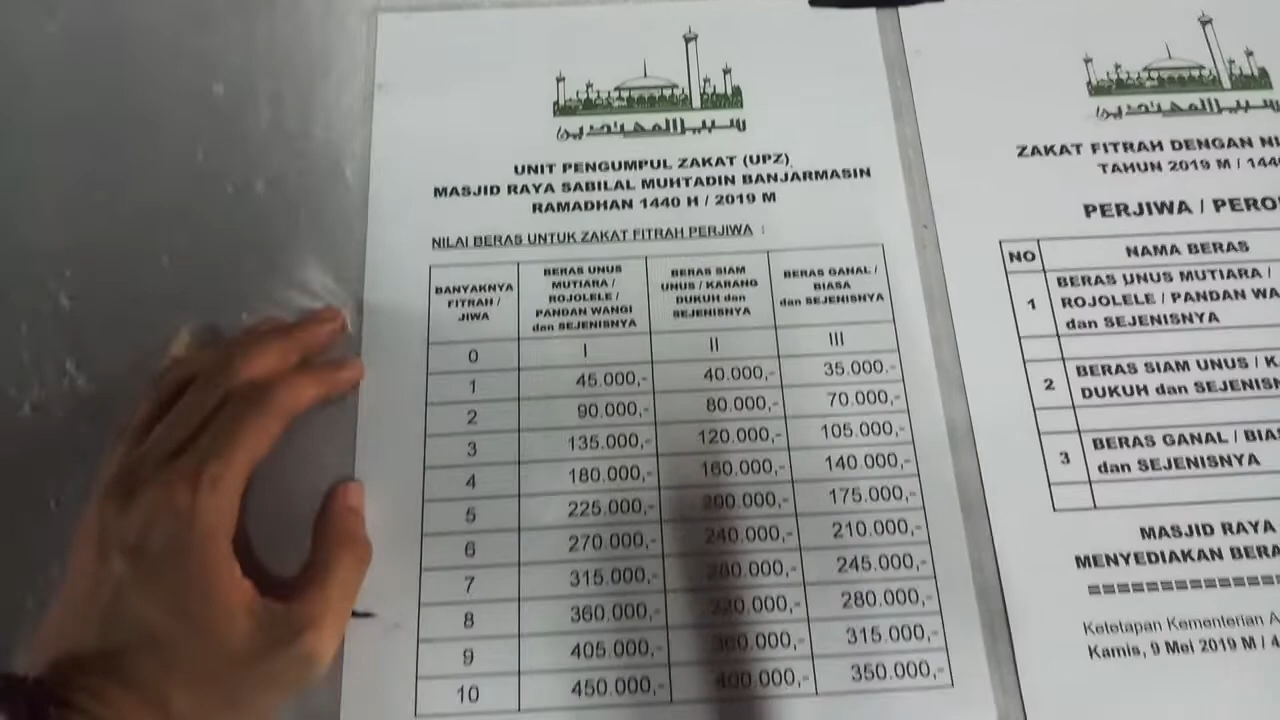 سبيل المهتدين
UNIT PENGUMPUL ZAKAT (UPZ)
MASJID RAYA SABILAL MUHTADIN BANJARMASIN
RAMADHAN 1440 H / 2019 M
NILAI BERAS UNTUK ZAKAT FITRAH PERJIWA :
BANYAKNYA
FITRAH /
JIWA
BERAS UNUS
MUTIARA /
ROJOLELE /
PANDAN WANGI
dan SEJENISNYA
BERAS SIAM
UNUS / KARANG
DUKUH dan
SEJENISNYA
BERAS GANAL /
BIASA
dan SEJENISNYA
0 I II III
1 45.000,- 40.000,- 35.000,-
2 90.000,- 80.000,- 70.000,-
3 135.000,- 120.000,- 105.000,-
4 180.000,- 160.000,- 140.000,-
5 225.000,- 200.000,- 175.000,-
6 270.000,- 240.000,- 210.000,-
7 315.000,- 280.000,- 245.000,-
8 360.000,- 280.000,-
9 405.000,- 360.000,- 315.000,-
10 450.000,- 400.000,- 350.000,-
سبيل المهتدين
ZAKAT FITRAH DENGAN
TAHUN 2019 M / 144
PERJIWA /
NO NAMA BERAS
1
BERAS UNUS MUTIARA /
ROJOLELE / PANDAN
dan SEJENISNYA
2
BERAS SIAM UNUS /
DUKUH dan
3
BERAS GANAL /
dan SEJENISNYA
MASJID RAYA
MENYEDIAKAN
Ketetapan Kementerian
Kamis, 9 Mei 2019 M /